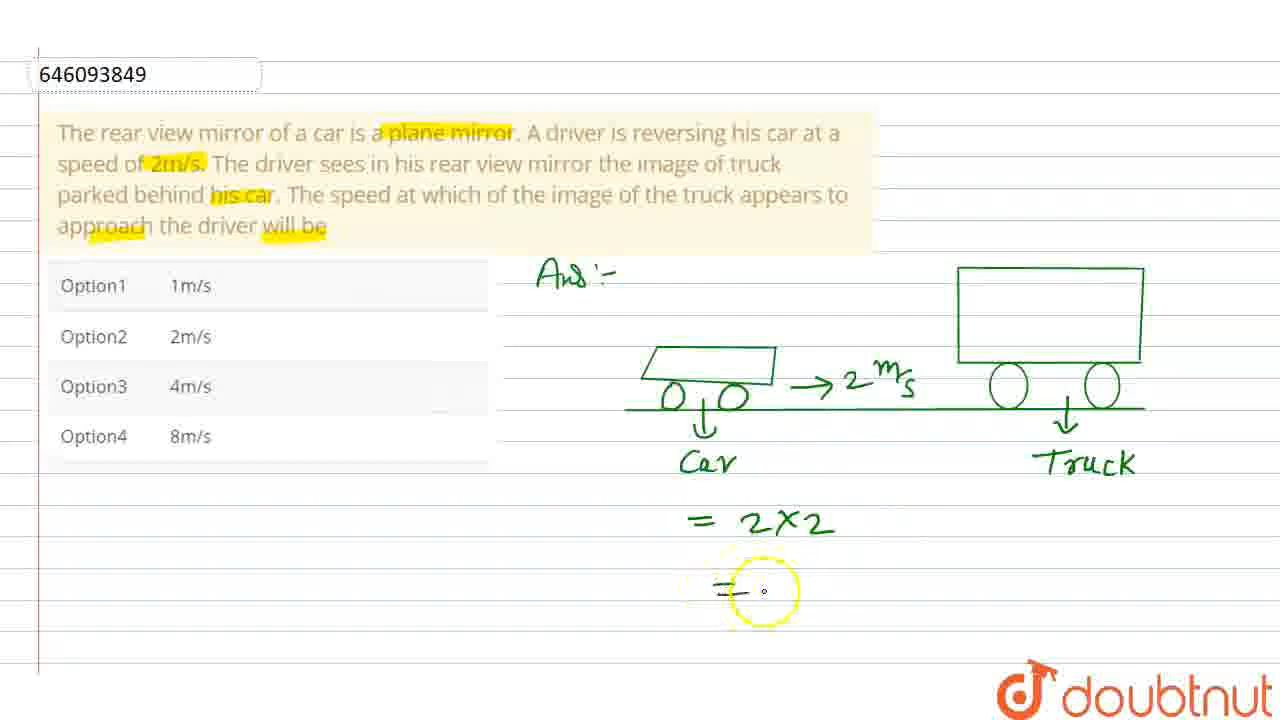 646093849
The rear view mirror of a car is a plane mirror. A driver is reversing his car at a
speed of 2m/s. The driver sees in his rear view mirror the image of truck
parked behind his car. The speed at which of the image of the truck appears to
approach the driver will be
Option1 1m/s
Option2 2m/s
Option3 4m/s
Option4 8m/s
Ans :-
→ 2 m/s
Car
Truck
= 2×2
=
doubtnut